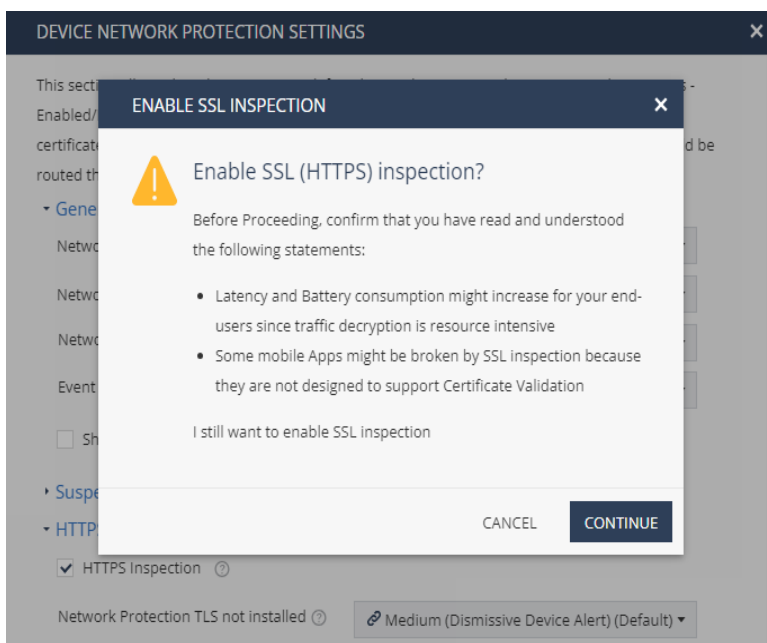 DEVICE NETWORK PROTECTION SETTINGS
This secti
Enabled/
certificat
d be
routed th
ENABLE SSL INSPECTION
Enable SSL (HTTPS) inspection?
Before Proceeding, confirm that you have read and understood
the following statements:
• Latency and Battery consumption might increase for your end-
users since traffic decryption is resource intensive
• Some mobile Apps might be broken by SSL inspection because
they are not designed to support Certificate Validation
I still want to enable SSL inspection
CANCEL CONTINUE
Gene
Netwo
Netwo
Netwo
Event
Sh
Suspe
HTTP
HTTPS Inspection
Network Protection TLS not installed Medium (Dismissive Device Alert) (Default)